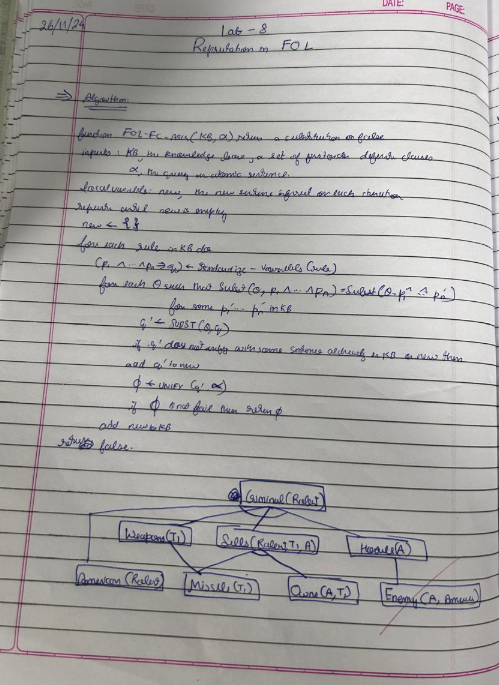 DATE: PAGE:
26/11/24
Lab - 8
in FOL
⇒ Algorithm:
function FOL-FC-ASK (KB, α) return a substitution or false
inputs: KB the knowledge base, a set of definite clauses
α, the query an atomic sentence.
local variables: new, the new sentence inferred on each iteration
repeat until new is empty
new ← { }
for each rule in KB do
(p₁ ∧ ... ∧ pₙ ⇒ q) ← Standardize - Variables (rule)
for each θ such that Subst(θ, p₁ ∧ ... ∧ pₙ) = Subst(θ, p₁' ∧ ... pₙ')
for some p₁' ... pₙ' in KB
q' ← SUBST (θ, q)
if q' does not unify with some sentence already in KB or new then
add q' to new
φ ← UNIFY (q', α)
if φ not fail then return φ
add new to KB
return false.
Criminal (Robert)
Weapons (T₁) Sells (Robert, T₁, A) Hostile (A)
American (Robert) Missile (T₁) Owns (A, T₁) Enemy (A, America)